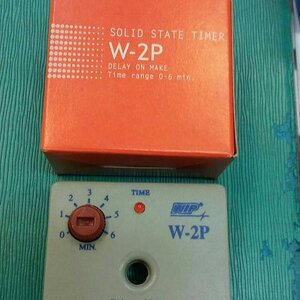 SOLID STATE TIMER
W-2P
DELAY ON MAKE
Time range 0-6 min.
TIME
WIP
W-2P
0 1 2 3 4 5 6
MIN.